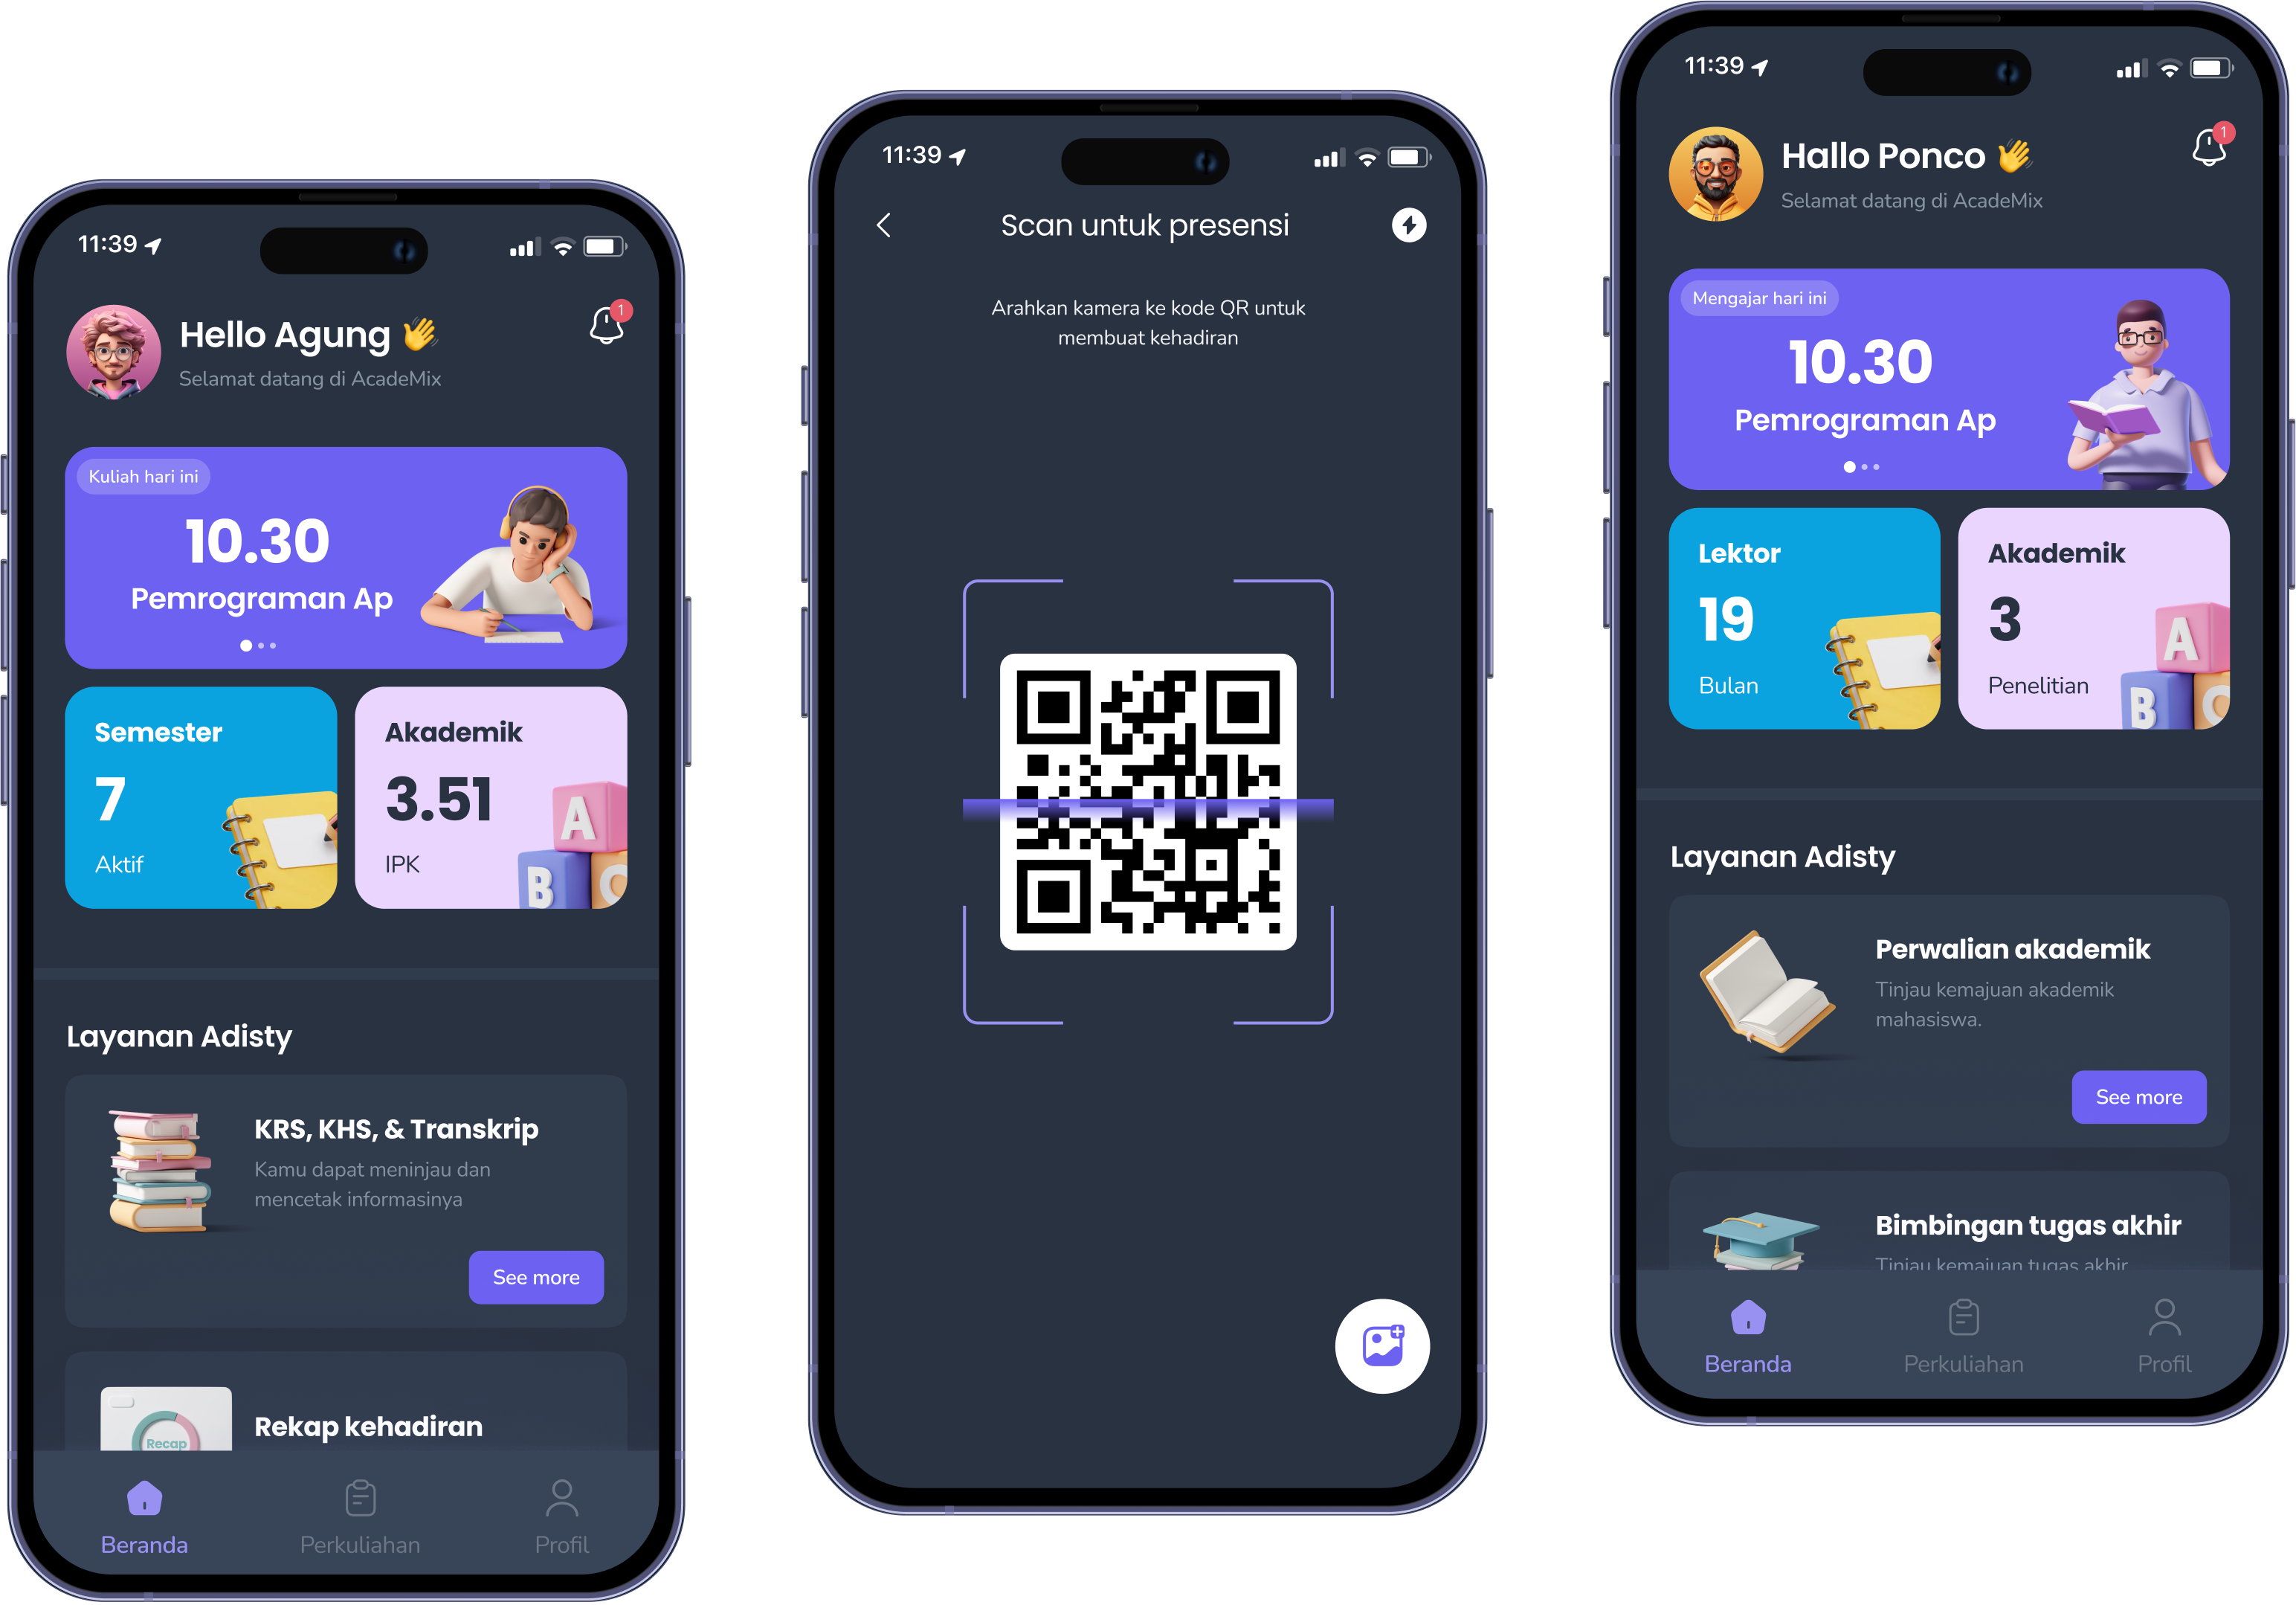 11:39
Hello Agung 👋
1
Selamat datang di AcadeMix
Kuliah hari ini
10.30
Pemrograman Ap
Semester
7
Aktif
Akademik
3.51
IPK
A
B
C
Layanan Adisty
KRS, KHS, & Transkrip
Kamu dapat meninjau dan
mencetak informasinya
See more
Recap
Rekap kehadiran
Beranda
Perkuliahan
Profil
11:39
Scan untuk presensi
Arahkan kamera ke kode QR untuk
membuat kehadiran
11:39
Hallo Ponco 👋
1
Selamat datang di AcadeMix
Mengajar hari ini
10.30
Pemrograman Ap
Lektor
19
Bulan
Akademik
3
Penelitian
A
B
C
Layanan Adisty
Perwalian akademik
Tinjau kemajuan akademik
mahasiswa.
See more
Bimbingan tugas akhir
Tinjau kemajuan tugas akhir
Beranda
Perkuliahan
Profil